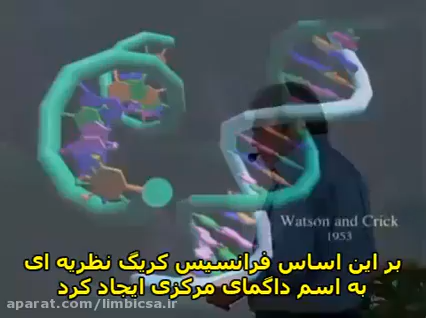 Watson and Crick
1953
بر این اساس فرانسیس کریگ نظریه ای
به اسم داگمای مرکزی ایجاد کرد
aparat.com/limbicsa.ir